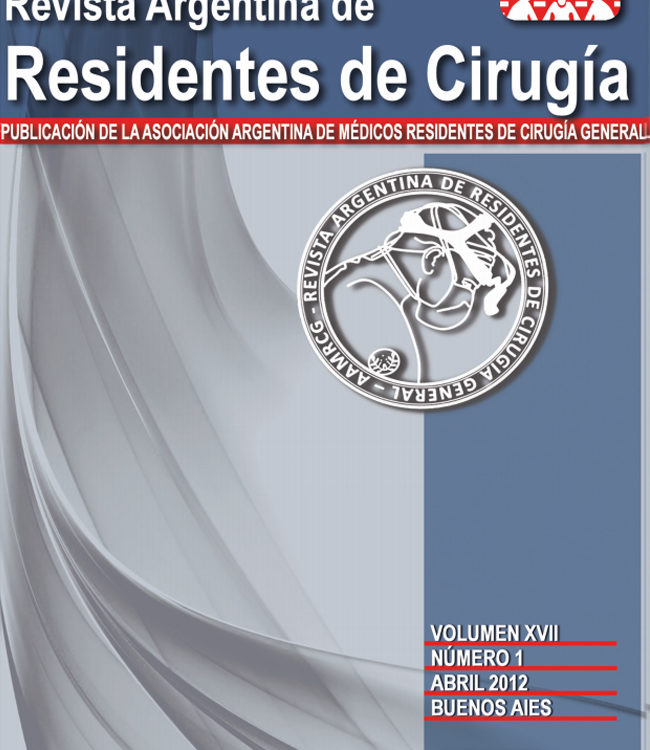 Revista Argentina de
Residentes de Cirugía
PUBLICACIÓN DE LA ASOCIACIÓN ARGENTINA DE MÉDICOS RESIDENTES DE CIRUGÍA GENERAL
AAMRCG - REVISTA ARGENTINA DE RESIDENTES DE CIRUGIA GENERAL –
VOLUMEN XVII
NÚMERO 1
ABRIL 2012
BUENOS AIES